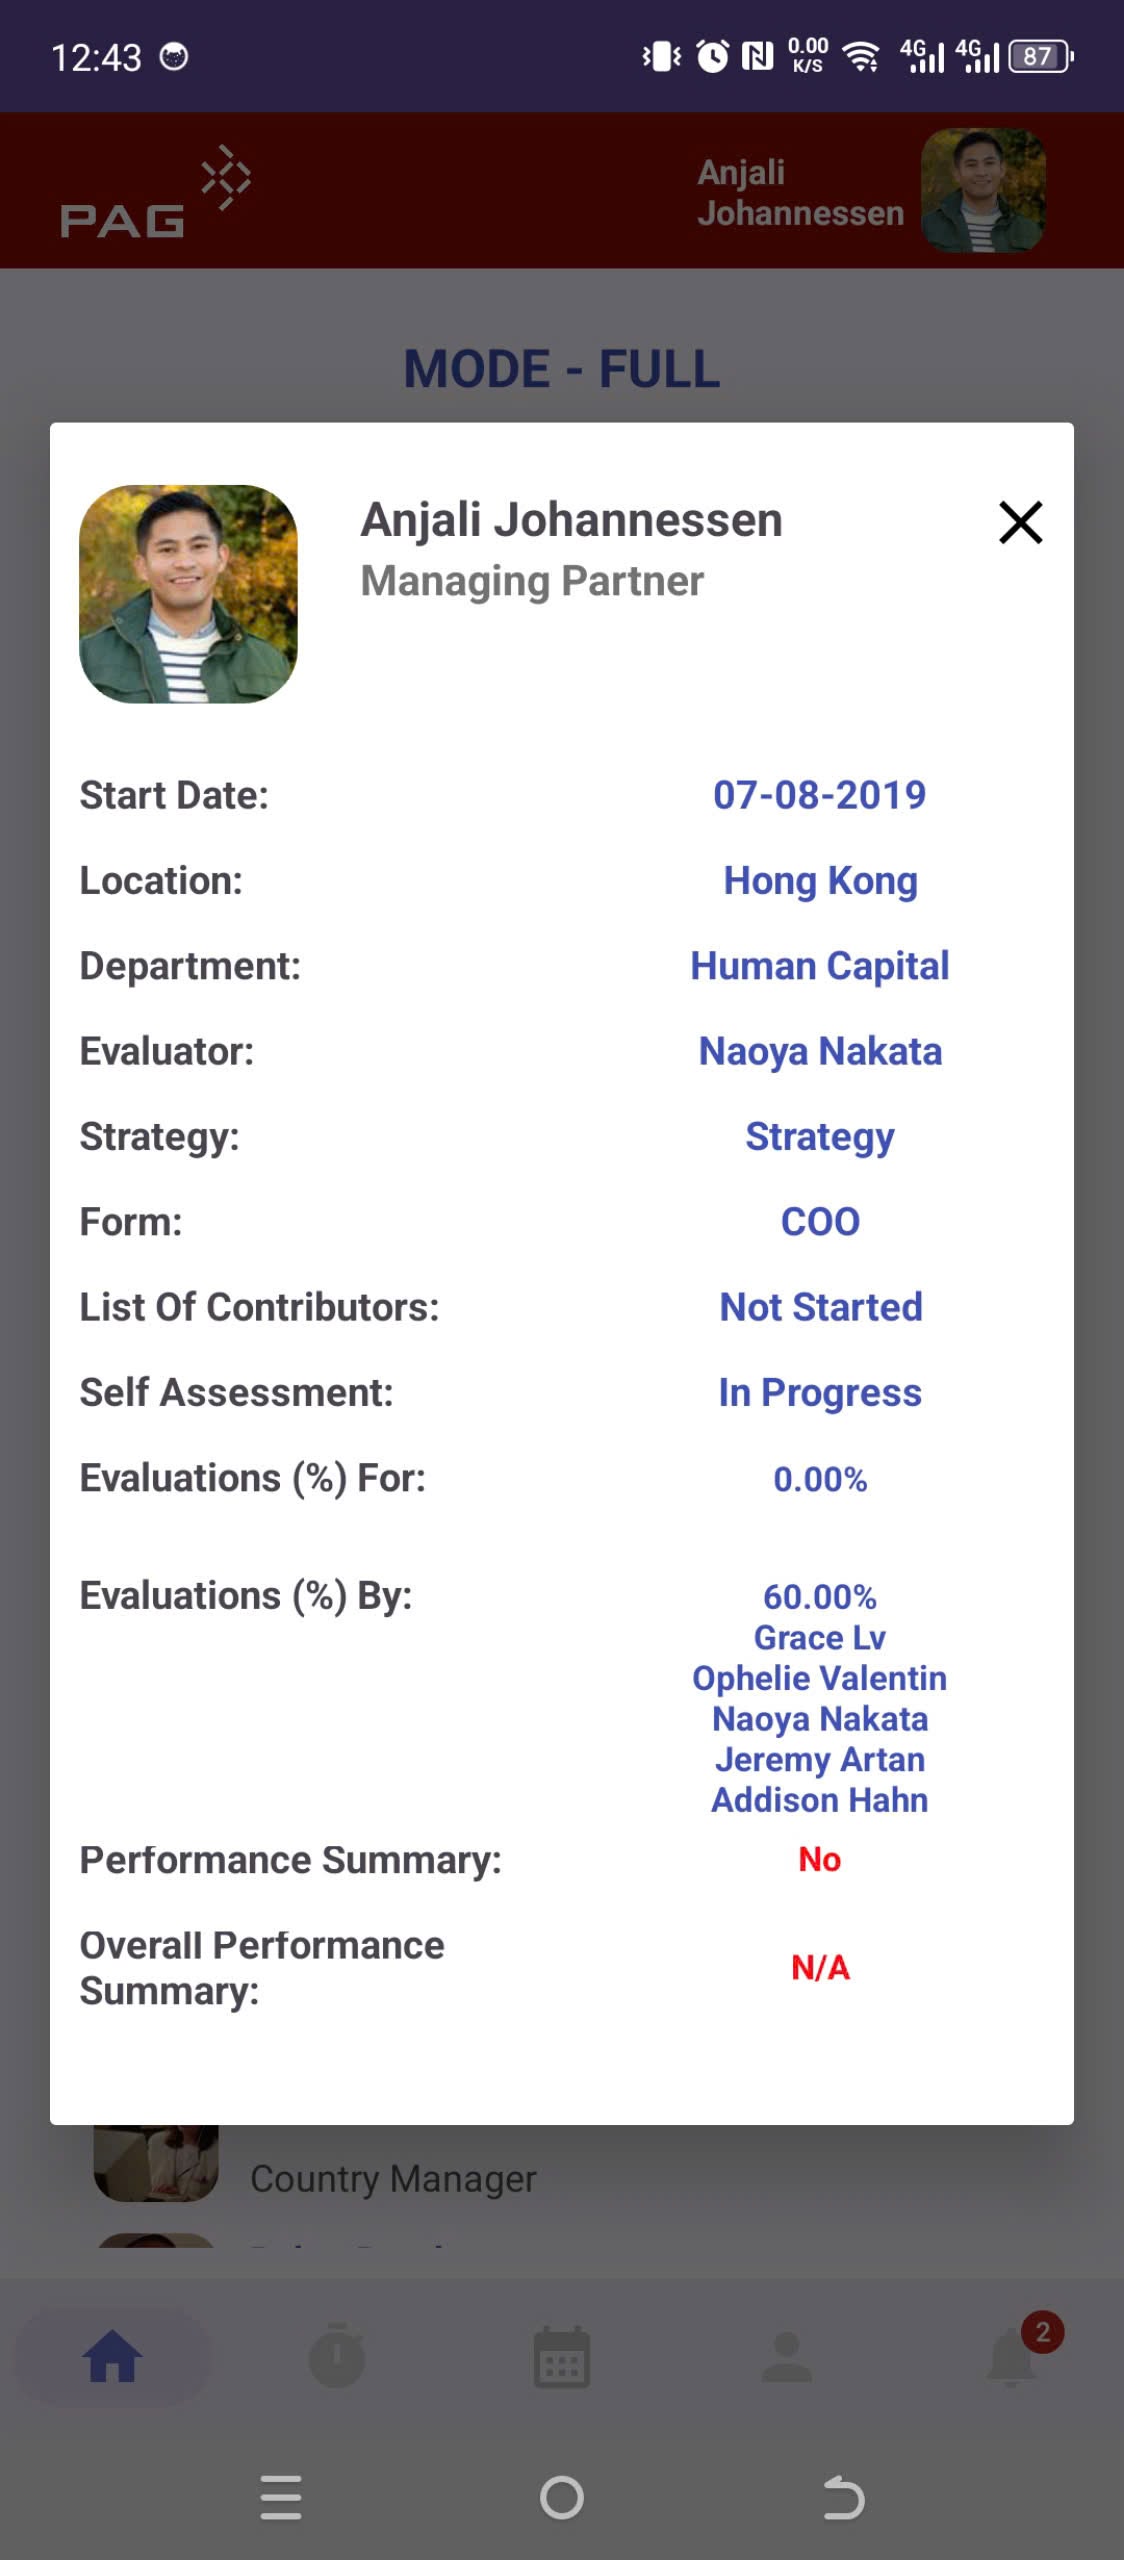 12:43
0.00
K/S
4G
4G
87
PAG
Anjali
Johannessen
MODE - FULL
Anjali Johannessen
Managing Partner
Start Date: 07-08-2019
Location: Hong Kong
Department: Human Capital
Evaluator: Naoya Nakata
Strategy: Strategy
Form: COO
List Of Contributors: Not Started
Self Assessment: In Progress
Evaluations (%) For: 0.00%
Evaluations (%) By: 60.00%
Grace Lv
Ophelie Valentin
Naoya Nakata
Jeremy Artan
Addison Hahn
Performance Summary: No
Overall Performance
Summary: N/A
Country Manager
2